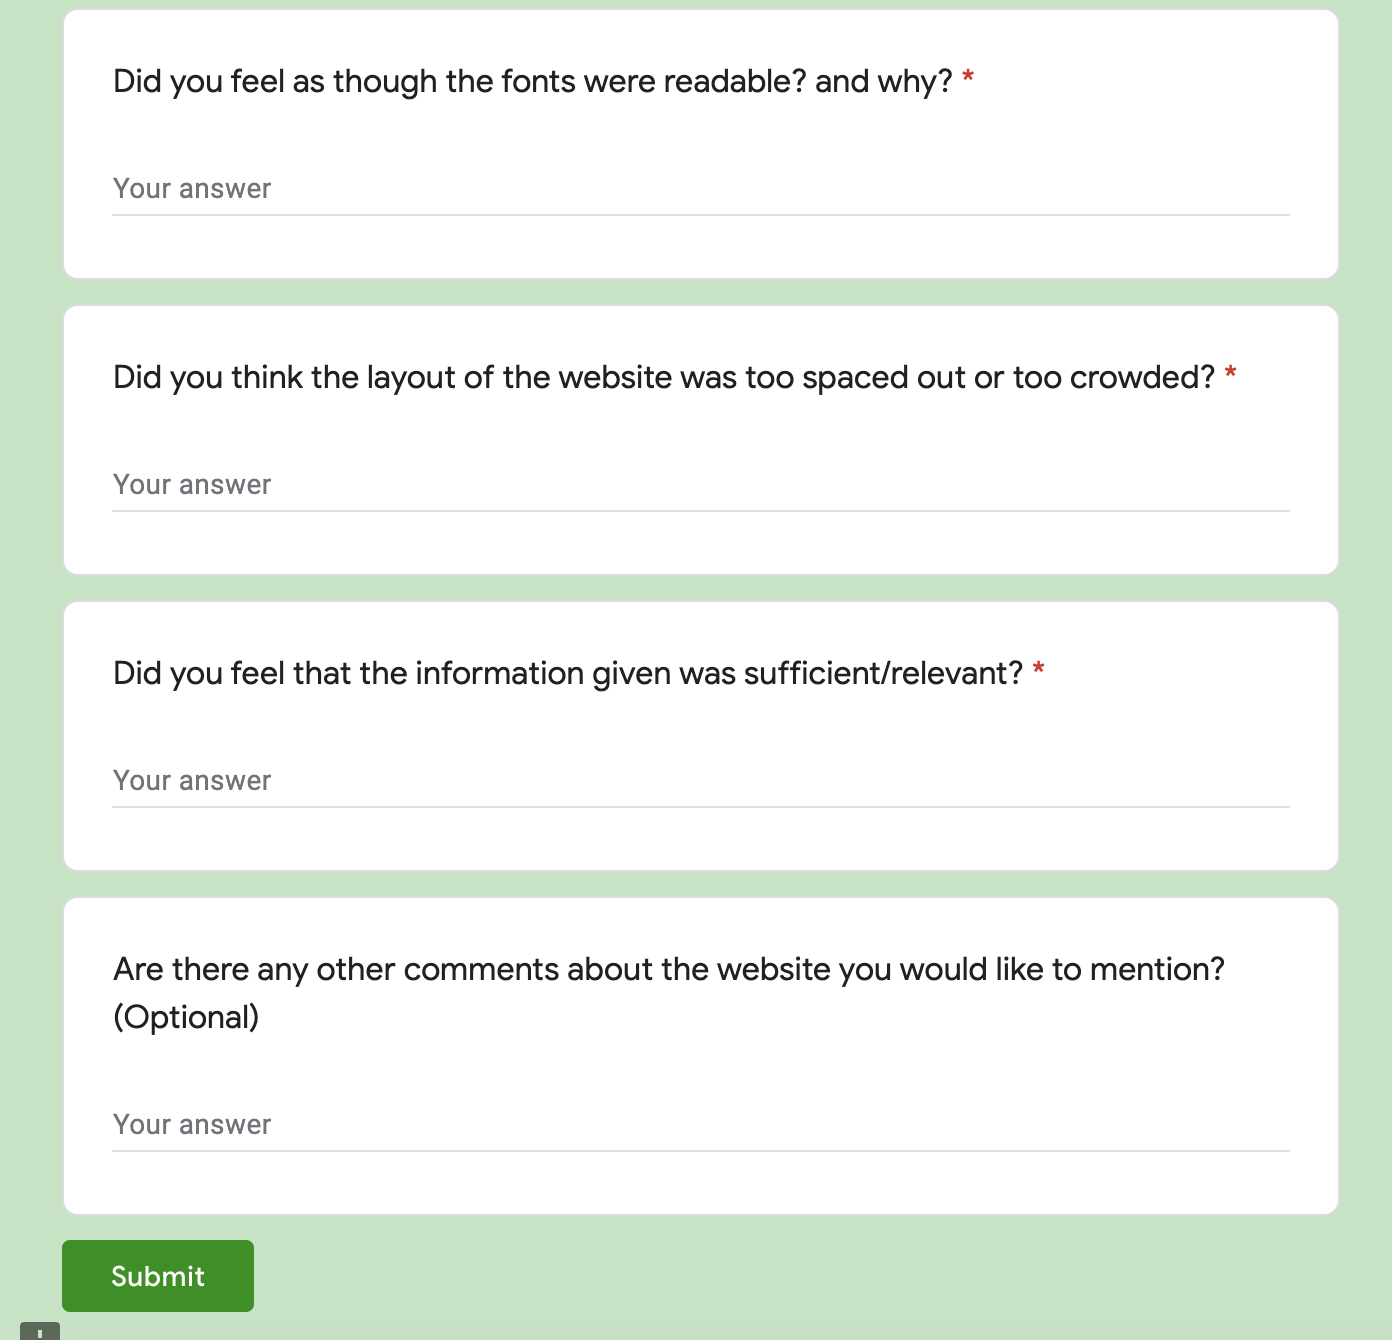 Did you feel as though the fonts were readable? and why? *
Your answer
Did you think the layout of the website was too spaced out or too crowded? *
Your answer
Did you feel that the information given was sufficient/relevant? *
Your answer
Are there any other comments about the website you would like to mention?
(Optional)
Your answer
Submit